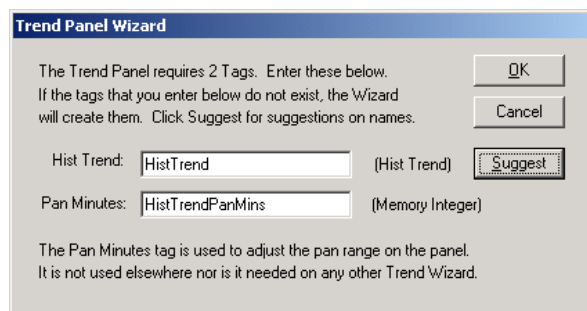 Trend Panel Wizard
The Trend Panel requires 2 Tags.  Enter these below.
If the tags that you enter below do not exist, the Wizard
will create them.  Click Suggest for suggestions on names.
OK
Cancel
Hist Trend: HistTrend (Hist Trend) Suggest
Pan Minutes: HistTrendPanMins (Memory Integer)
The Pan Minutes tag is used to adjust the pan range on the panel.
It is not used elsewhere nor is it needed on any other Trend Wizard.